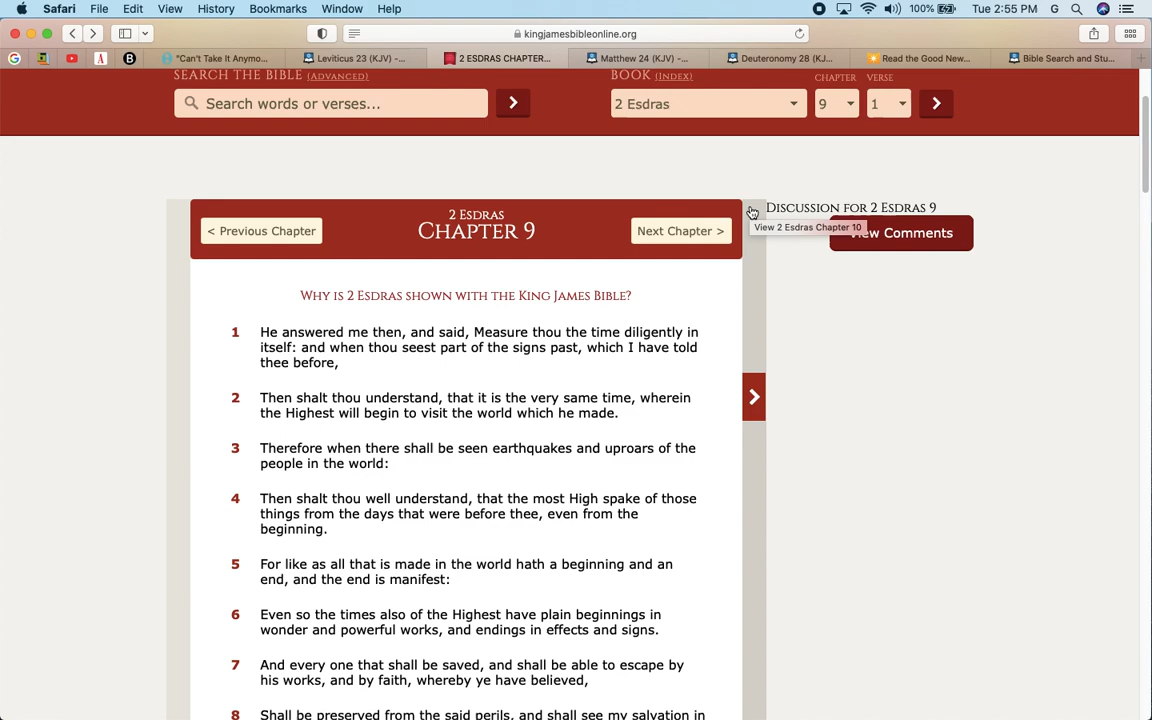 Safari File Edit View History Bookmarks Window Help 100% Tue 2:55 PM G
kingjamesbibleonline.org
"Can't Take It Anymo... Leviticus 23 (KJV) -... 2 ESDRAS CHAPTER... Matthew 24 (KJV) -... Deuteronomy 28 (KJ... Read the Good New... Bible Search and Stu...
SEARCH THE BIBLE (ADVANCED) BOOK (INDEX) CHAPTER VERSE
Search words or verses... 2 Esdras 9 1
Discussion for 2 Esdras 9
View 2 Esdras Chapter 10
View Comments
2 Esdras
Chapter 9
< Previous Chapter Next Chapter >
Why is 2 Esdras shown with the King James Bible?
1 He answered me then, and said, Measure thou the time diligently in
itself: and when thou seest part of the signs past, which I have told
thee before,
2 Then shalt thou understand, that it is the very same time, wherein
the Highest will begin to visit the world which he made.
3 Therefore when there shall be seen earthquakes and uproars of the
people in the world:
4 Then shalt thou well understand, that the most High spake of those
things from the days that were before thee, even from the
beginning.
5 For like as all that is made in the world hath a beginning and an
end, and the end is manifest:
6 Even so the times also of the Highest have plain beginnings in
wonder and powerful works, and endings in effects and signs.
7 And every one that shall be saved, and shall be able to escape by
his works, and by faith, whereby ye have believed,
8 Shall be preserved from the said perils, and shall see my salvation in